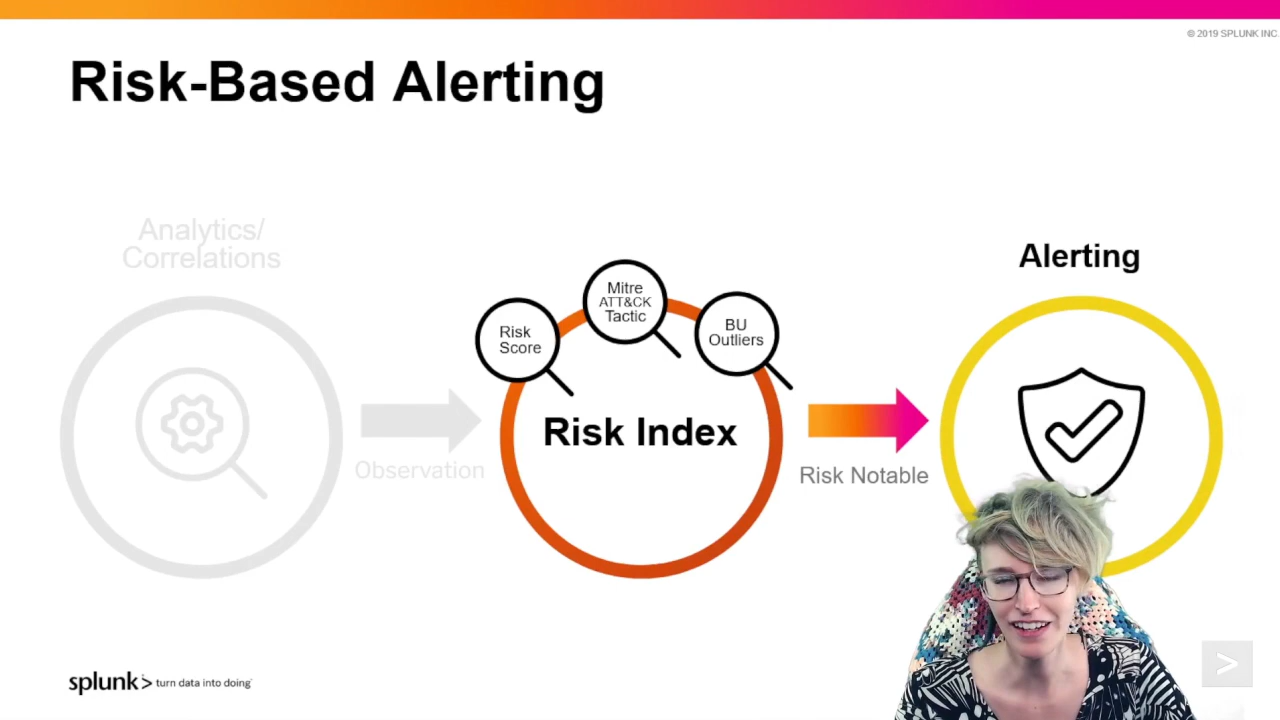 © 2019 SPLUNK INC.
Risk-Based Alerting
Analytics/
Correlations
Observation
Risk
Score
Mitre
ATT&CK
Tactic
BU
Outliers
Risk Index
Risk Notable
Alerting
splunk> turn data into doing™
>